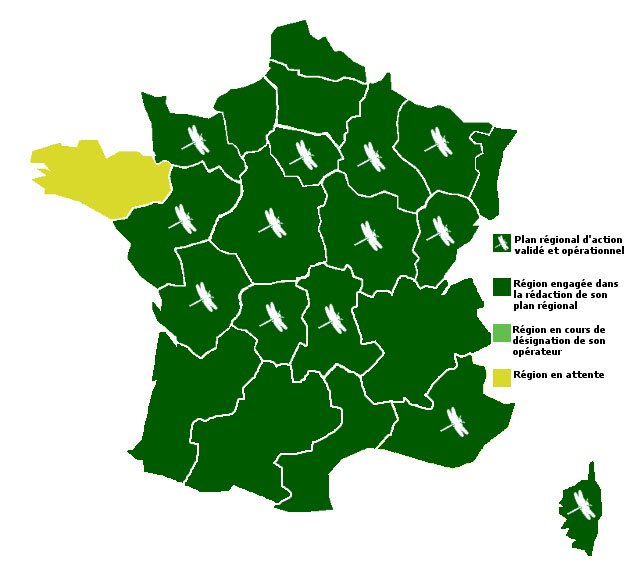 Plan régional d'action
validé et opérationnel
Région engagée dans
la rédaction de son
plan régional
Région en cours de
désignation de son
opérateur
Région en attente